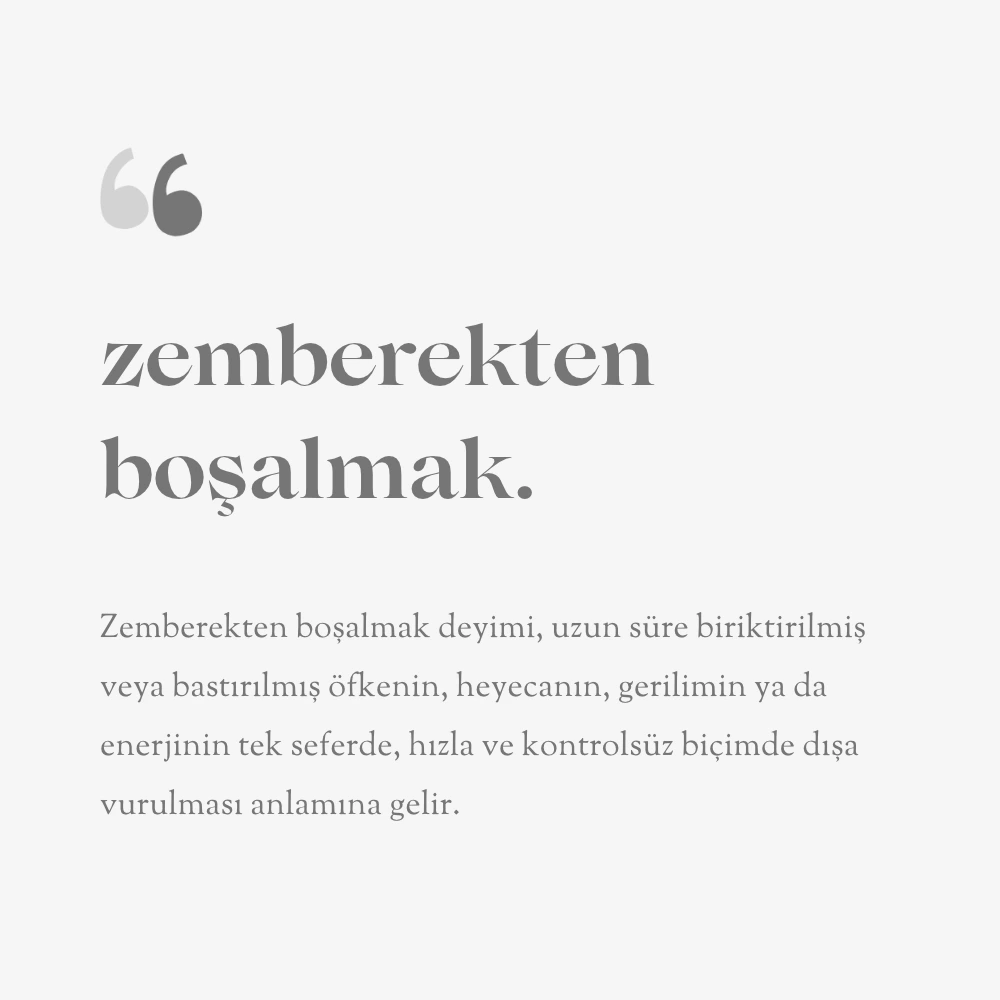 zemberekten
boşalmak.
Zemberekten boşalmak deyimi, uzun süre biriktirilmiş
veya bastırılmış öfkenin, heyecanın, gerilimin ya da
enerjinin tek seferde, hızla ve kontrolsüz biçimde dışa
vurulması anlamına gelir.